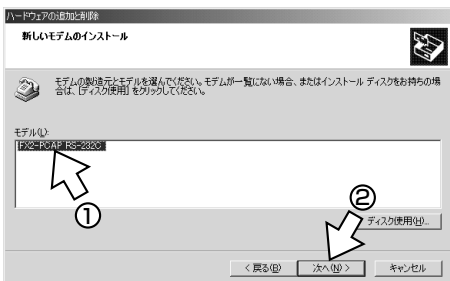 ハードウェアの追加と削除
新しいモデムのインストール
モデムの製造元とモデルを選んでください。モデムが一覧にない場合、またはインストール ディスクをお持ちの場
合は、[ディスク使用] をクリックしてください。
モデル(L):
FX2-PCAP RS-232C
①
②
ディスク使用(H)...
< 戻る(B)
次へ(N) >
キャンセル